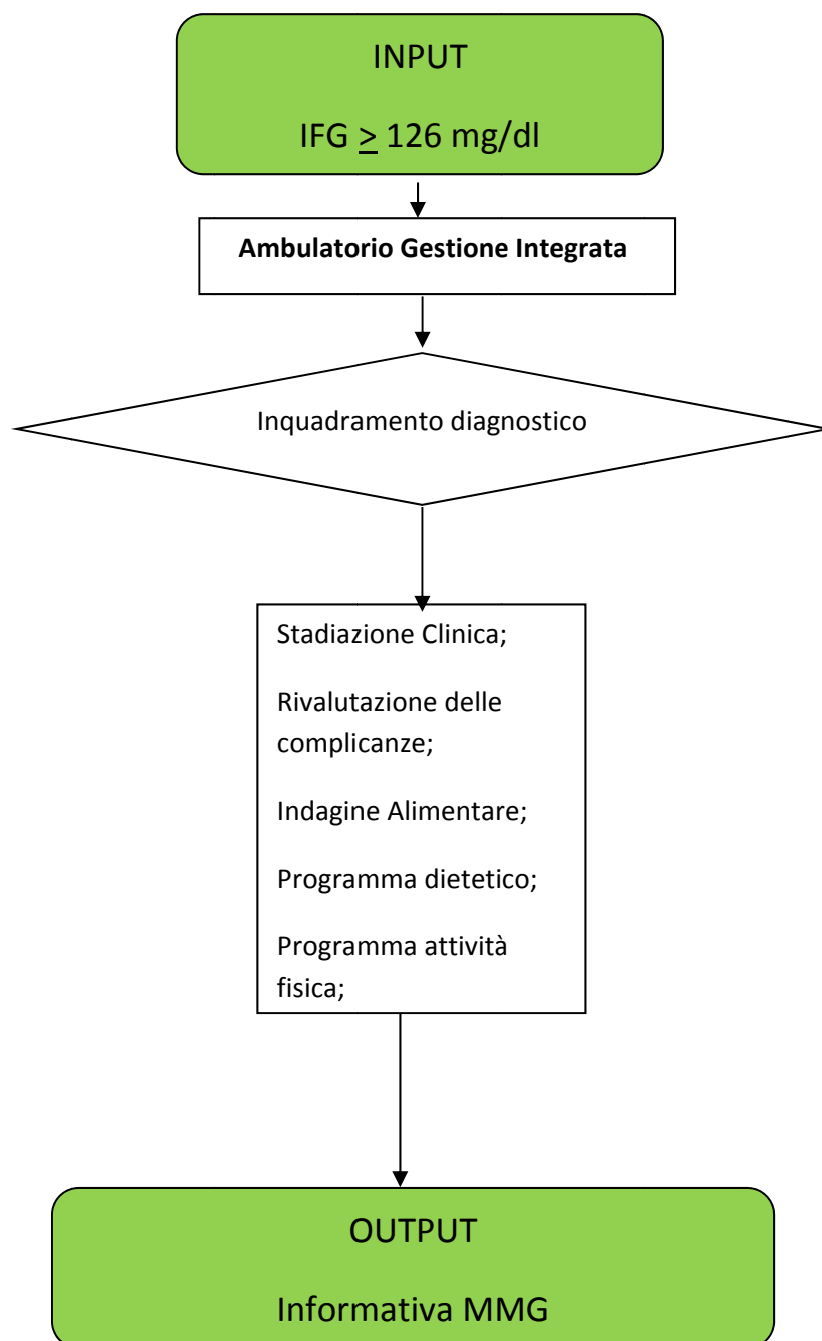 INPUT
IFG ≥ 126 mg/dl
Ambulatorio Gestione Integrata
Inquadramento diagnostico
Stadiazione Clinica;
Rivalutazione delle
complicanze;
Indagine Alimentare;
Programma dietetico;
Programma attività
fisica;
OUTPUT
Informativa MMG